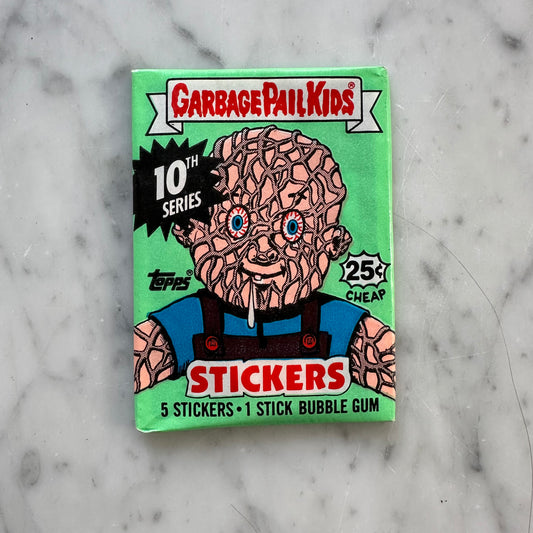 GARBAGE PAIL KIDS®
10TH
SERIES
topps®
25¢
CHEAP
STICKERS
5 STICKERS • 1 STICK BUBBLE GUM